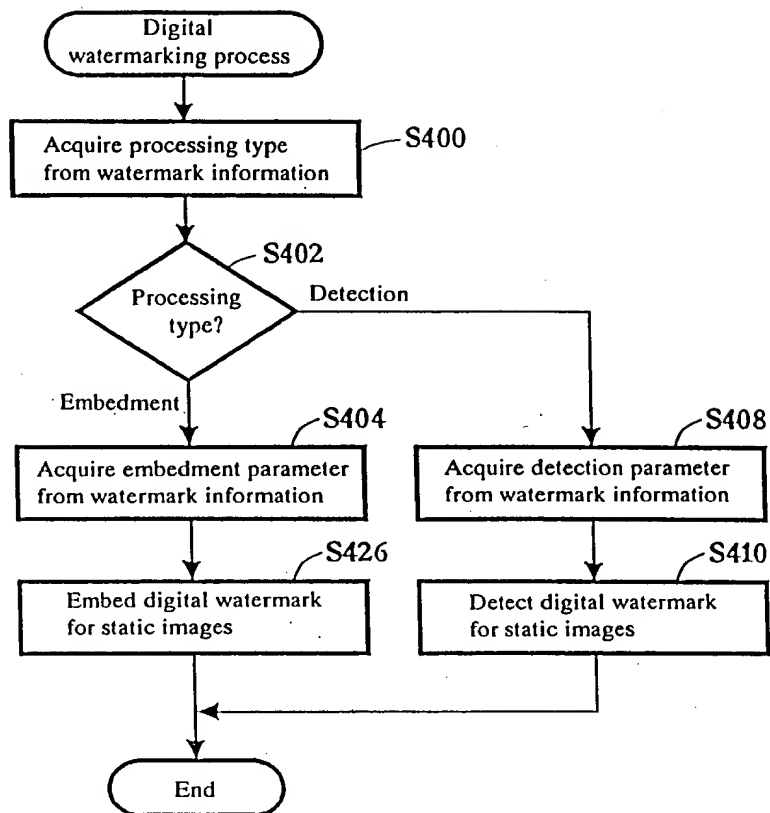 Digital
watermarking process
S400
Acquire processing type
from watermark information
S402
Processing
type?
Detection
Embedment
S404
Acquire embedment parameter
from watermark information
S408
Acquire detection parameter
from watermark information
S426
Embed digital watermark
for static images
S410
Detect digital watermark
for static images
End